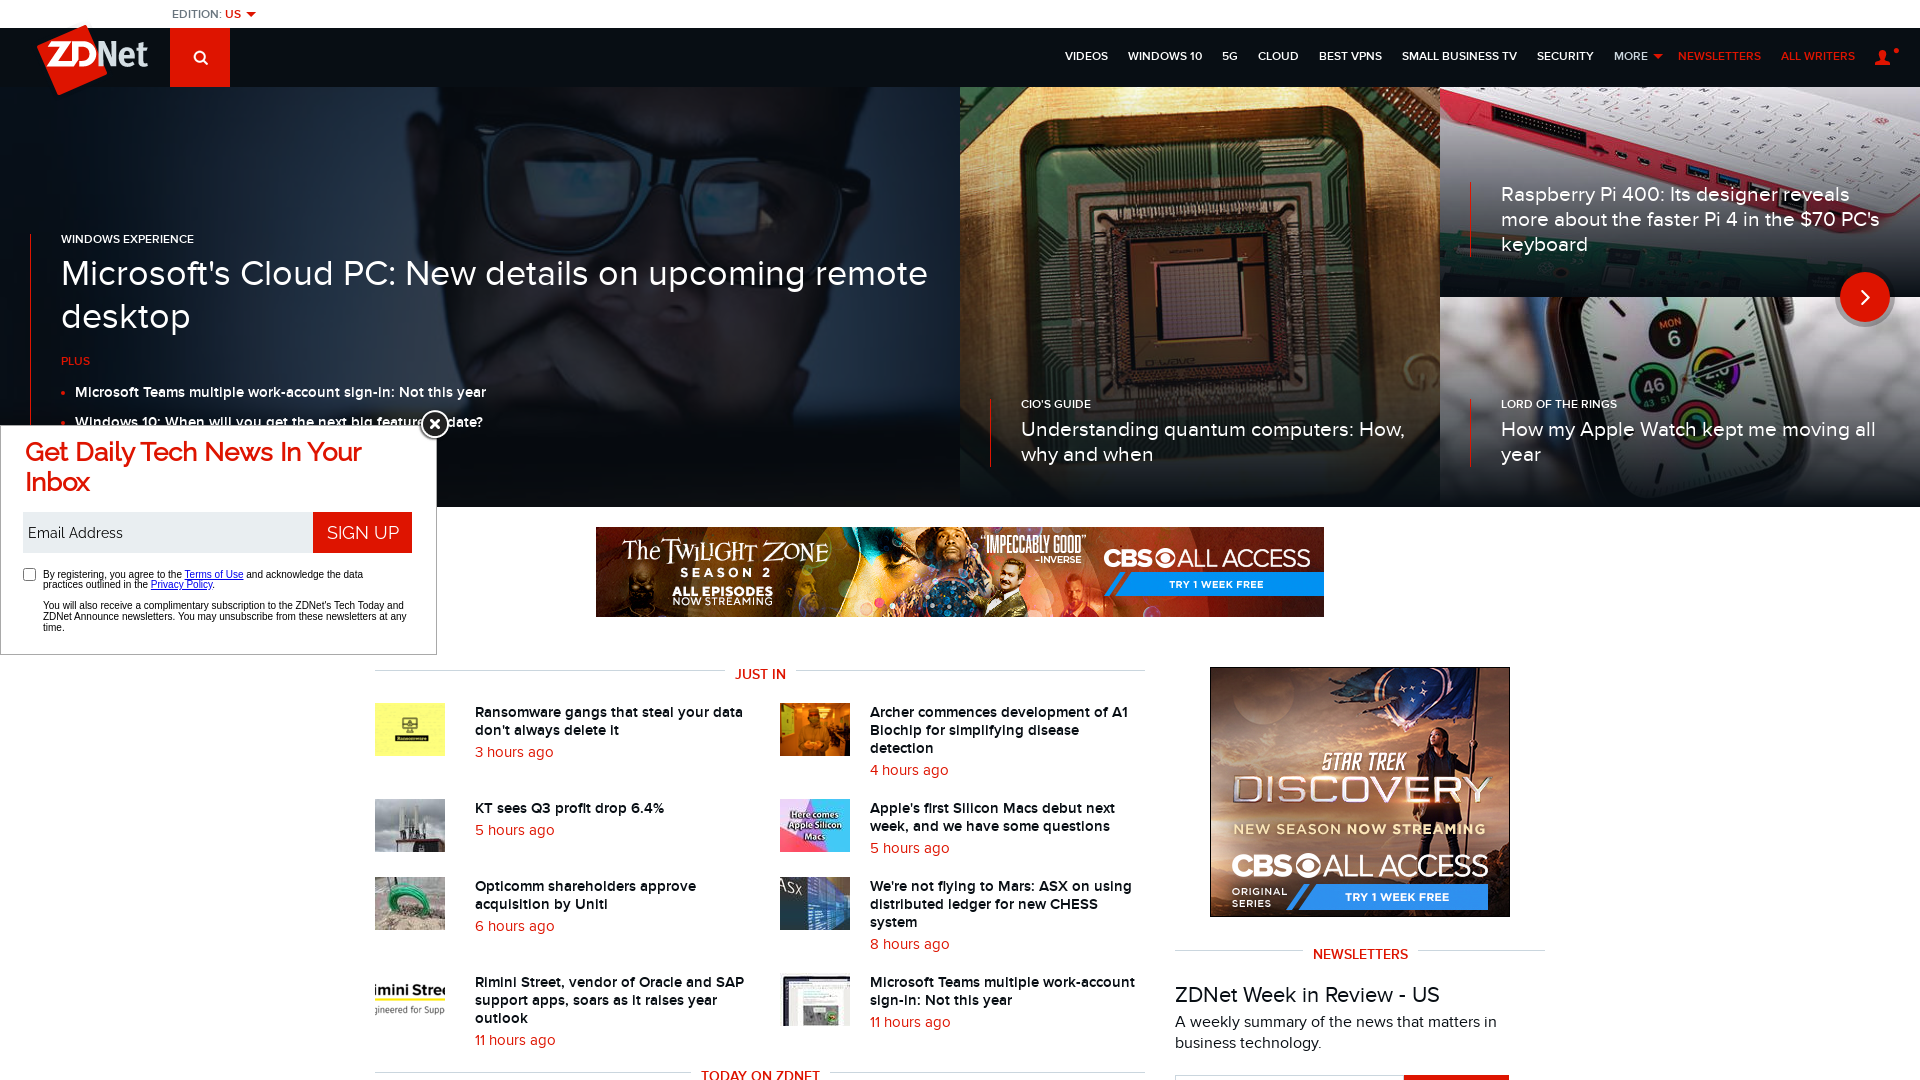 EDITION: US
ZDNet
VIDEOS WINDOWS 10 5G CLOUD BEST VPNS SMALL BUSINESS TV SECURITY MORE NEWSLETTERS ALL WRITERS
WINDOWS EXPERIENCE
Microsoft's Cloud PC: New details on upcoming remote
desktop
PLUS
Microsoft Teams multiple work-account sign-in: Not this year
Windows 10: When will you get the next big feature date?
CIO'S GUIDE
Understanding quantum computers: How,
why and when
Raspberry Pi 400: Its designer reveals
more about the faster Pi 4 in the $70 PC's
keyboard
MON
6
46
LORD OF THE RINGS
How my Apple Watch kept me moving all
year
Get Daily Tech News In Your
Inbox
Email Address
SIGN UP
By registering, you agree to the Terms of Use and acknowledge the data
practices outlined in the Privacy Policy.
You will also receive a complimentary subscription to the ZDNet's Tech Today and
ZDNet Announce newsletters. You may unsubscribe from these newsletters at any
time.
The TWILIGHT ZONE
SEASON 2
ALL EPISODES
NOW STREAMING
"IMPECCABLY GOOD"
-INVERSE
CBS ALL ACCESS
TRY 1 WEEK FREE
JUST IN
Ransomware
Ransomware gangs that steal your data
don't always delete it
3 hours ago
Archer commences development of A1
Biochip for simplifying disease
detection
4 hours ago
KT sees Q3 profit drop 6.4%
5 hours ago
Here comes
Apple Silicon
Macs
Apple's first Silicon Macs debut next
week, and we have some questions
5 hours ago
Opticomm shareholders approve
acquisition by Uniti
6 hours ago
ASX
We're not flying to Mars: ASX on using
distributed ledger for new CHESS
system
8 hours ago
imini Stree
gineered for Supp
Rimini Street, vendor of Oracle and SAP
support apps, soars as it raises year
outlook
11 hours ago
Microsoft Teams multiple work-account
sign-in: Not this year
11 hours ago
TODAY ON ZDNET
STAR TREK
DISCOVERY
NEW SEASON NOW STREAMING
CBS ALL ACCESS
ORIGINAL
SERIES
TRY 1 WEEK FREE
NEWSLETTERS
ZDNet Week in Review - US
A weekly summary of the news that matters in
business technology.